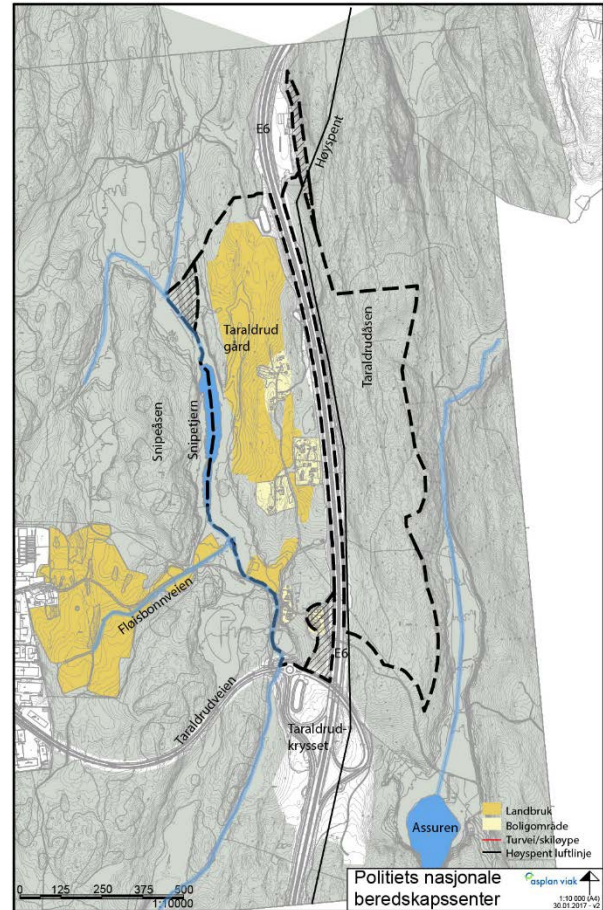 E6
Høyspent
Taraldrud
gård
Taraldrudåsen
Snipeåsen
Snipetjern
Fløisbonnveien
E6
Taraldrudveien
Taraldrud-
krysset
Assuren
Landbruk
Boligområde
Turvei/skiløype
Høyspent luftlinje
0 125 250 375 500
1:10000
Politiets nasjonale
beredskapssenter
asplan viak
1:10 000 (A4)
30.01.2017 - v2